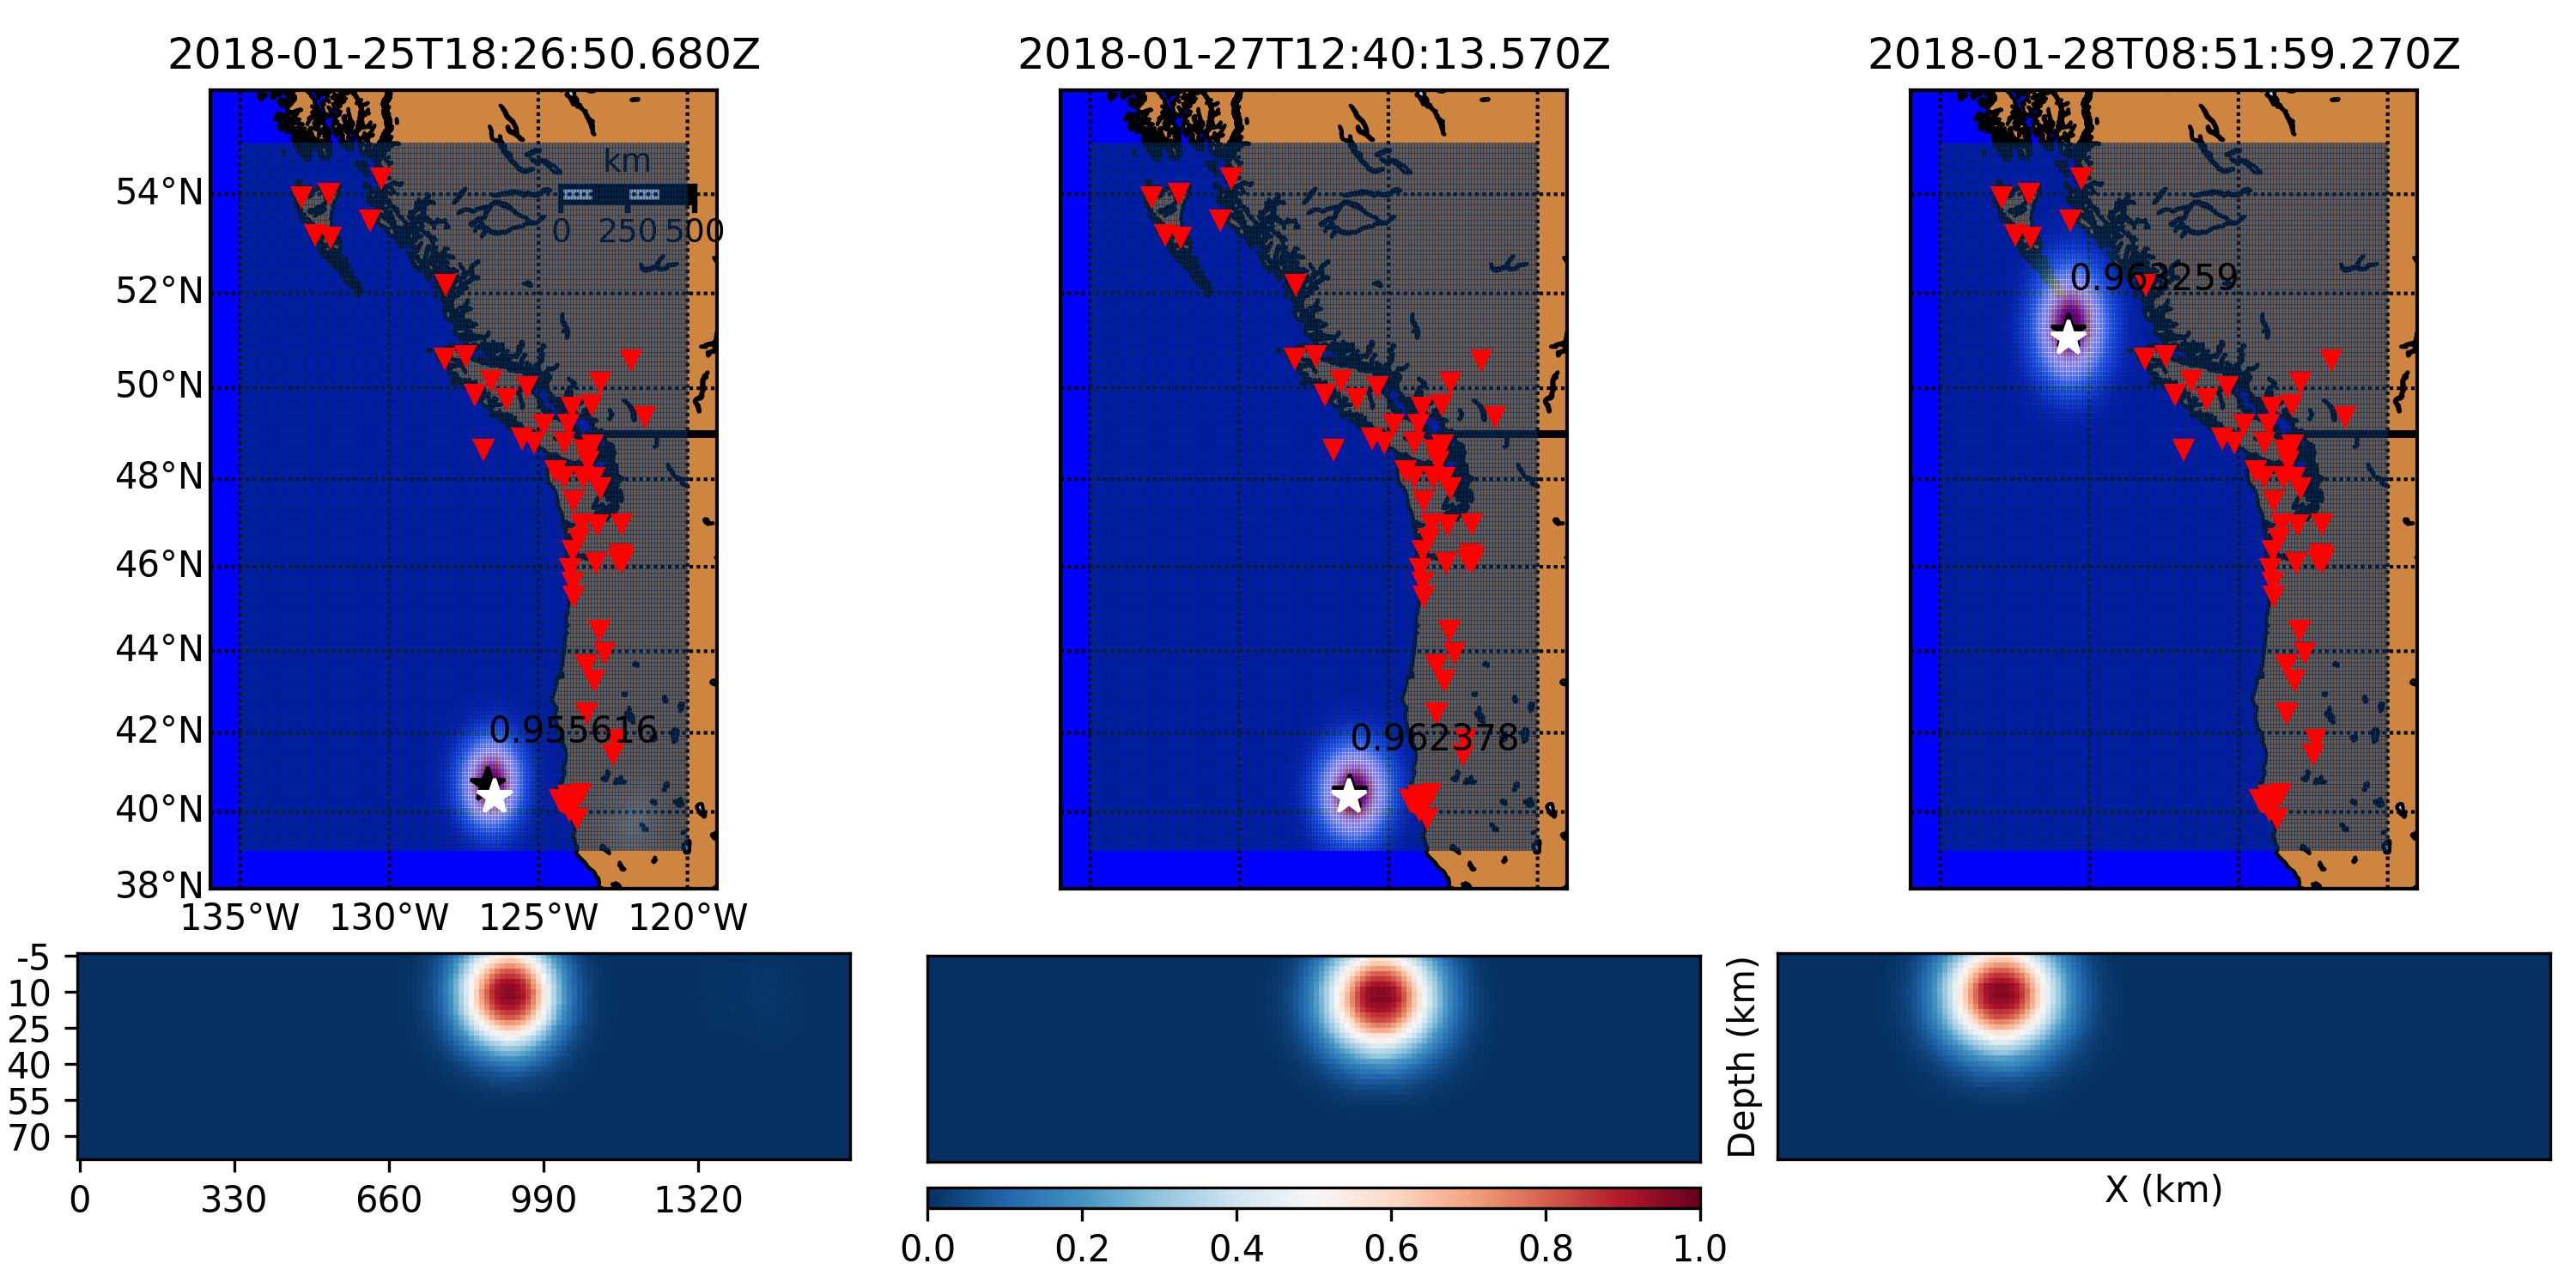 2018-01-25T18:26:50.680Z
2018-01-27T12:40:13.570Z
2018-01-28T08:51:59.270Z
km
0 250 500
54°N
52°N
50°N
48°N
46°N
44°N
42°N
40°N
38°N
135°W 130°W 125°W 120°W
0.955616
0.962378
0.963259
-5
10
25
40
55
70
0 330 660 990 1320
0.0 0.2 0.4 0.6 0.8 1.0
Depth (km)
X (km)